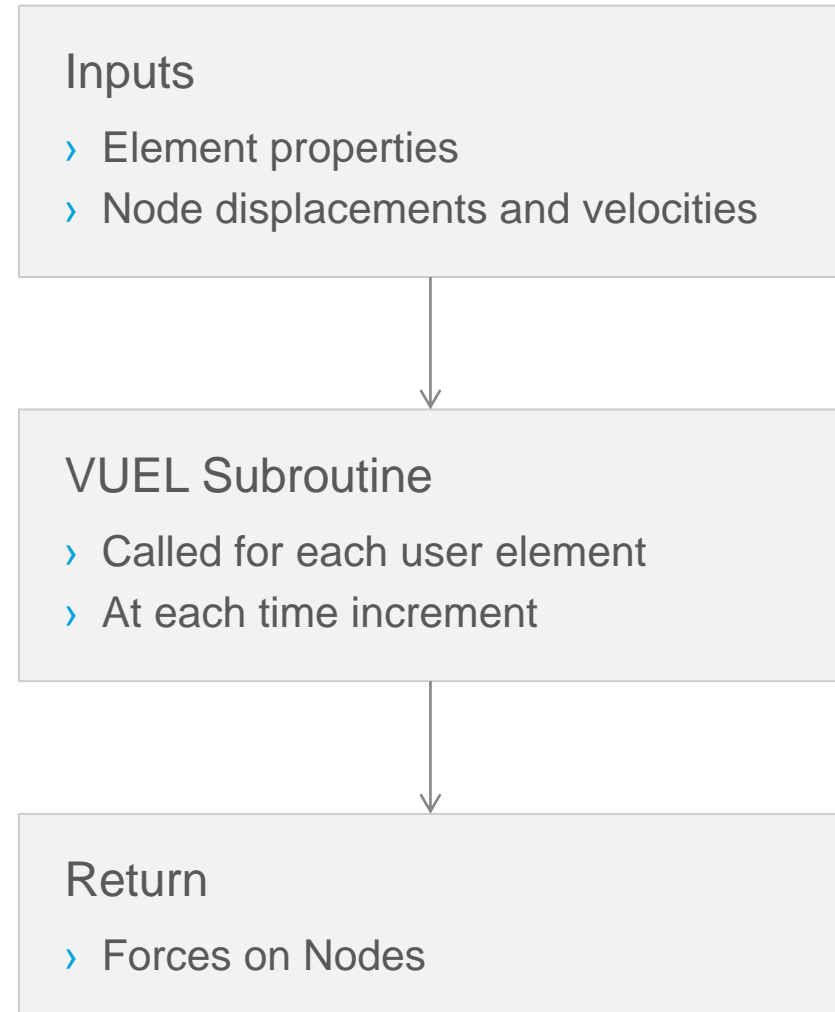 Inputs
› Element properties
› Node displacements and velocities
VUEL Subroutine
› Called for each user element
› At each time increment
Return
› Forces on Nodes